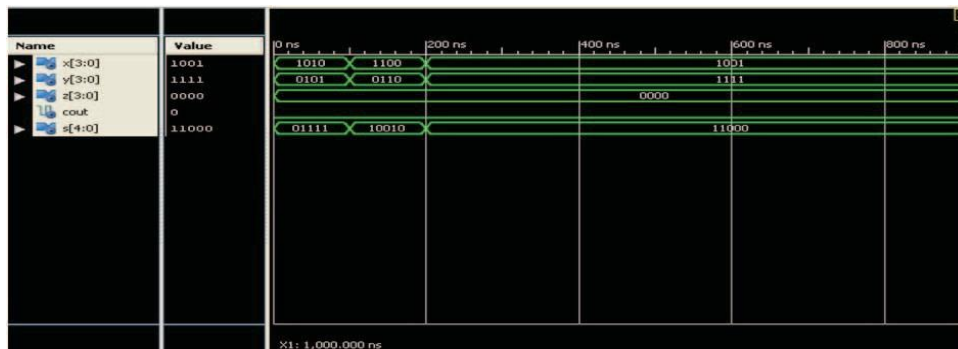 Name Value 0 ns 200 ns 400 ns 600 ns 800 ns
x[3:0] 1001 1010 1100 1001
y[3:0] 1111 0101 0110 1111
z[3:0] 0000 0000
cout 0
s[4:0] 11000 01111 10010 11000
X1: 1,000.000 ns